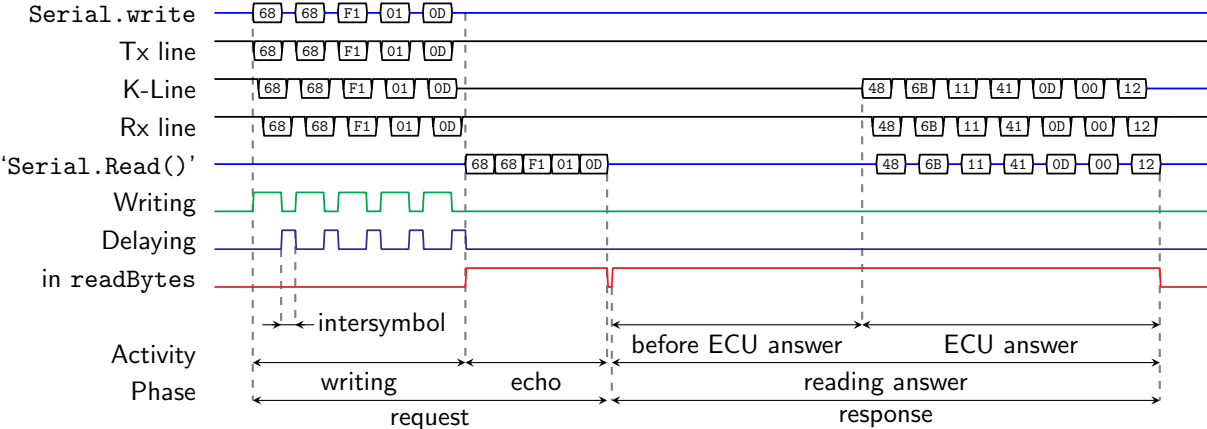 Serial.write 68 68 F1 01 0D
Tx line 68 68 F1 01 0D
K-Line 68 68 F1 01 0D 48 6B 11 41 0D 00 12
Rx line 68 68 F1 01 0D 48 6B 11 41 0D 00 12
‘Serial.Read()’ 68 68 F1 01 0D 48 6B 11 41 0D 00 12
Writing
Delaying
in readBytes
intersymbol
before ECU answer ECU answer
Activity
writing echo reading answer
Phase
request response